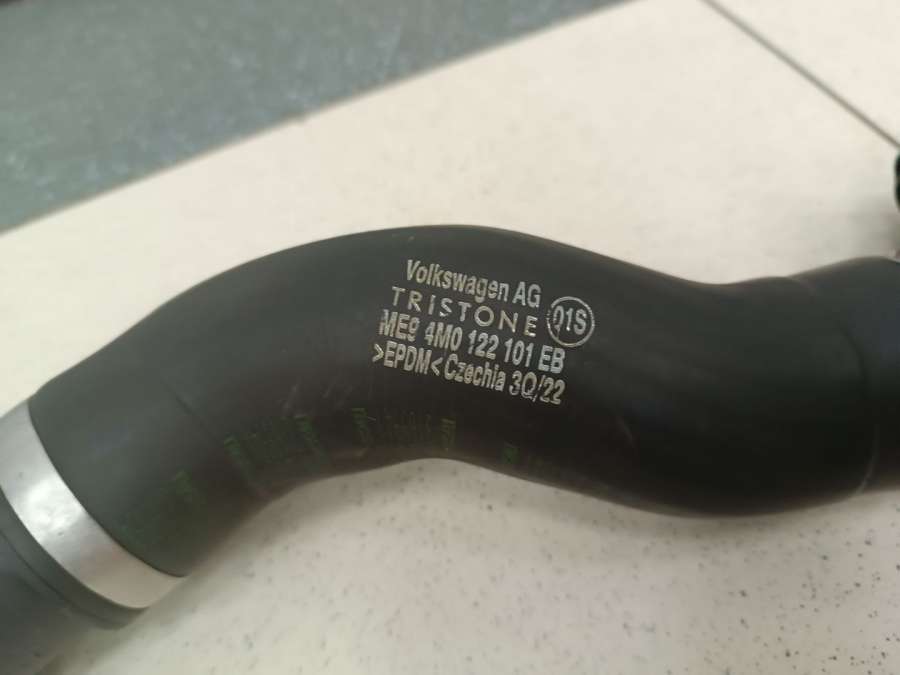 Volkswagen AG
TRISTONE 01S
ME9 4M0 122 101 EB
>EPDM< Czechia 3Q/22